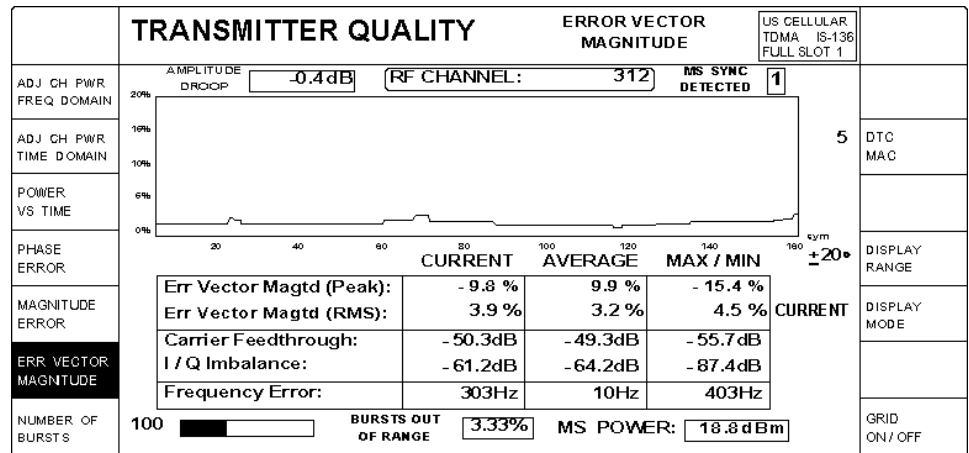 TRANSMITTER QUALITY
ERROR VECTOR
MAGNITUDE
US CELLULAR
TDMA IS-136
FULL SLOT 1
ADJ CH PWR
FREQ DOMAIN
ADJ CH PWR
TIME DOMAIN
POWER
VS TIME
PHASE
ERROR
MAGNITUDE
ERROR
ERR VECTOR
MAGNITUDE
NUMBER OF
BURSTS
AMPLITUDE
DROOP
-0.4dB
RF CHANNEL: 312
MS SYNC
DETECTED
1
20%
16%
10%
6%
0%
20 40 60 80 100 120 140 160
sym
±20•
5
CURRENT AVERAGE MAX / MIN
Err Vector Magtd (Peak): - 9.8 % 9.9 % - 15.4 %
Err Vector Magtd (RMS): 3.9 % 3.2 % 4.5 % CURRENT
Carrier Feedthrough: - 50.3dB -49.3dB - 55.7dB
I / Q Imbalance: - 61.2dB -64.2dB - 87.4dB
Frequency Error: 303Hz 10Hz 403Hz
100
BURSTS OUT
OF RANGE
3.33%
MS POWER: 18.8dBm
DTC
MAC
DISPLAY
RANGE
DISPLAY
MODE
GRID
ON / OFF